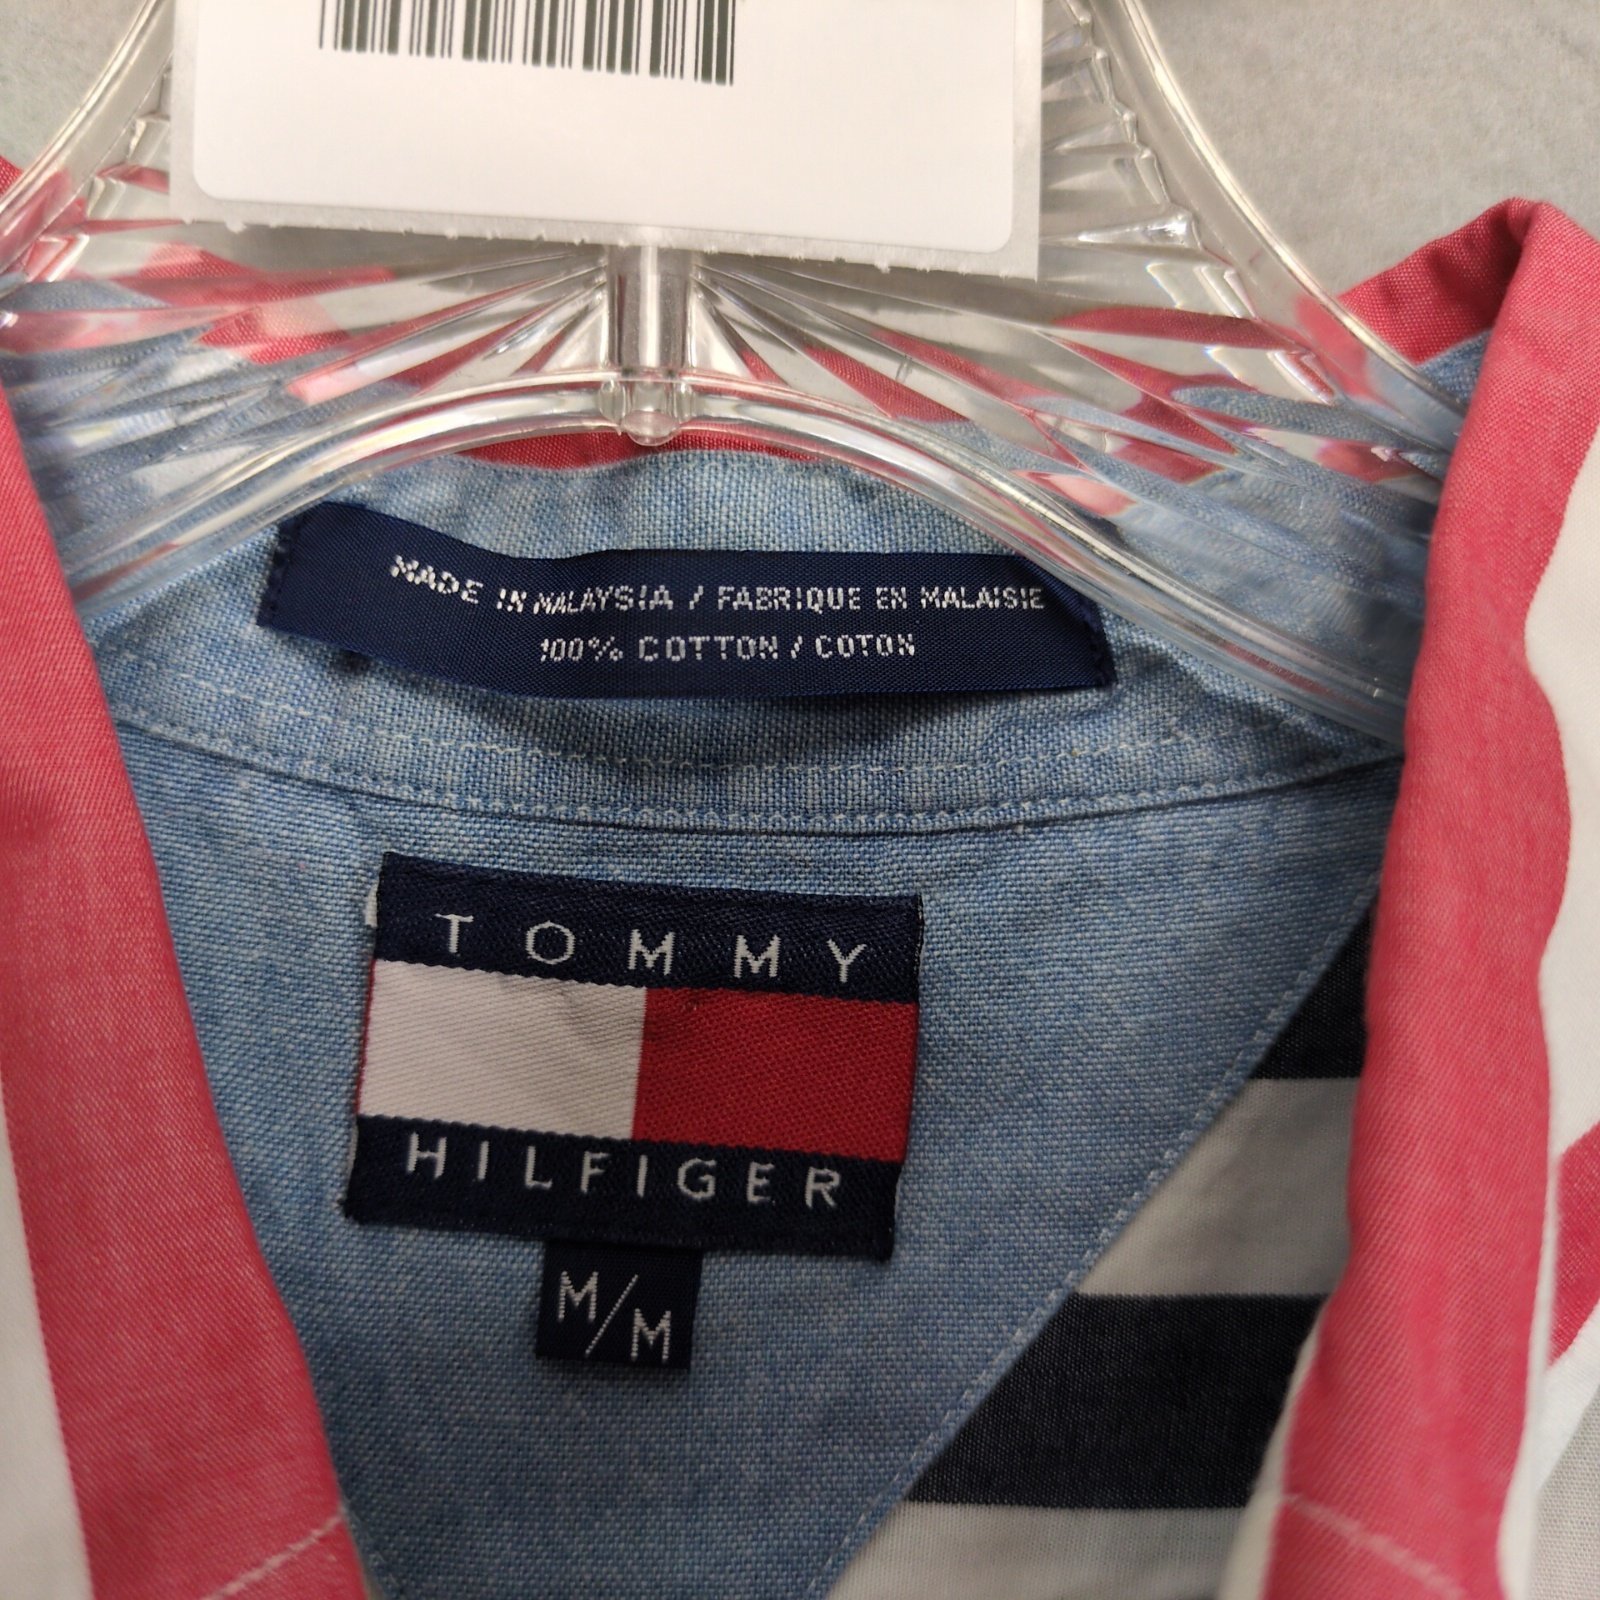 MADE IN MALAYSIA / FABRIQUE EN MALAISIE
100% COTTON / COTON
TOMMY
HILFIGER
M/M